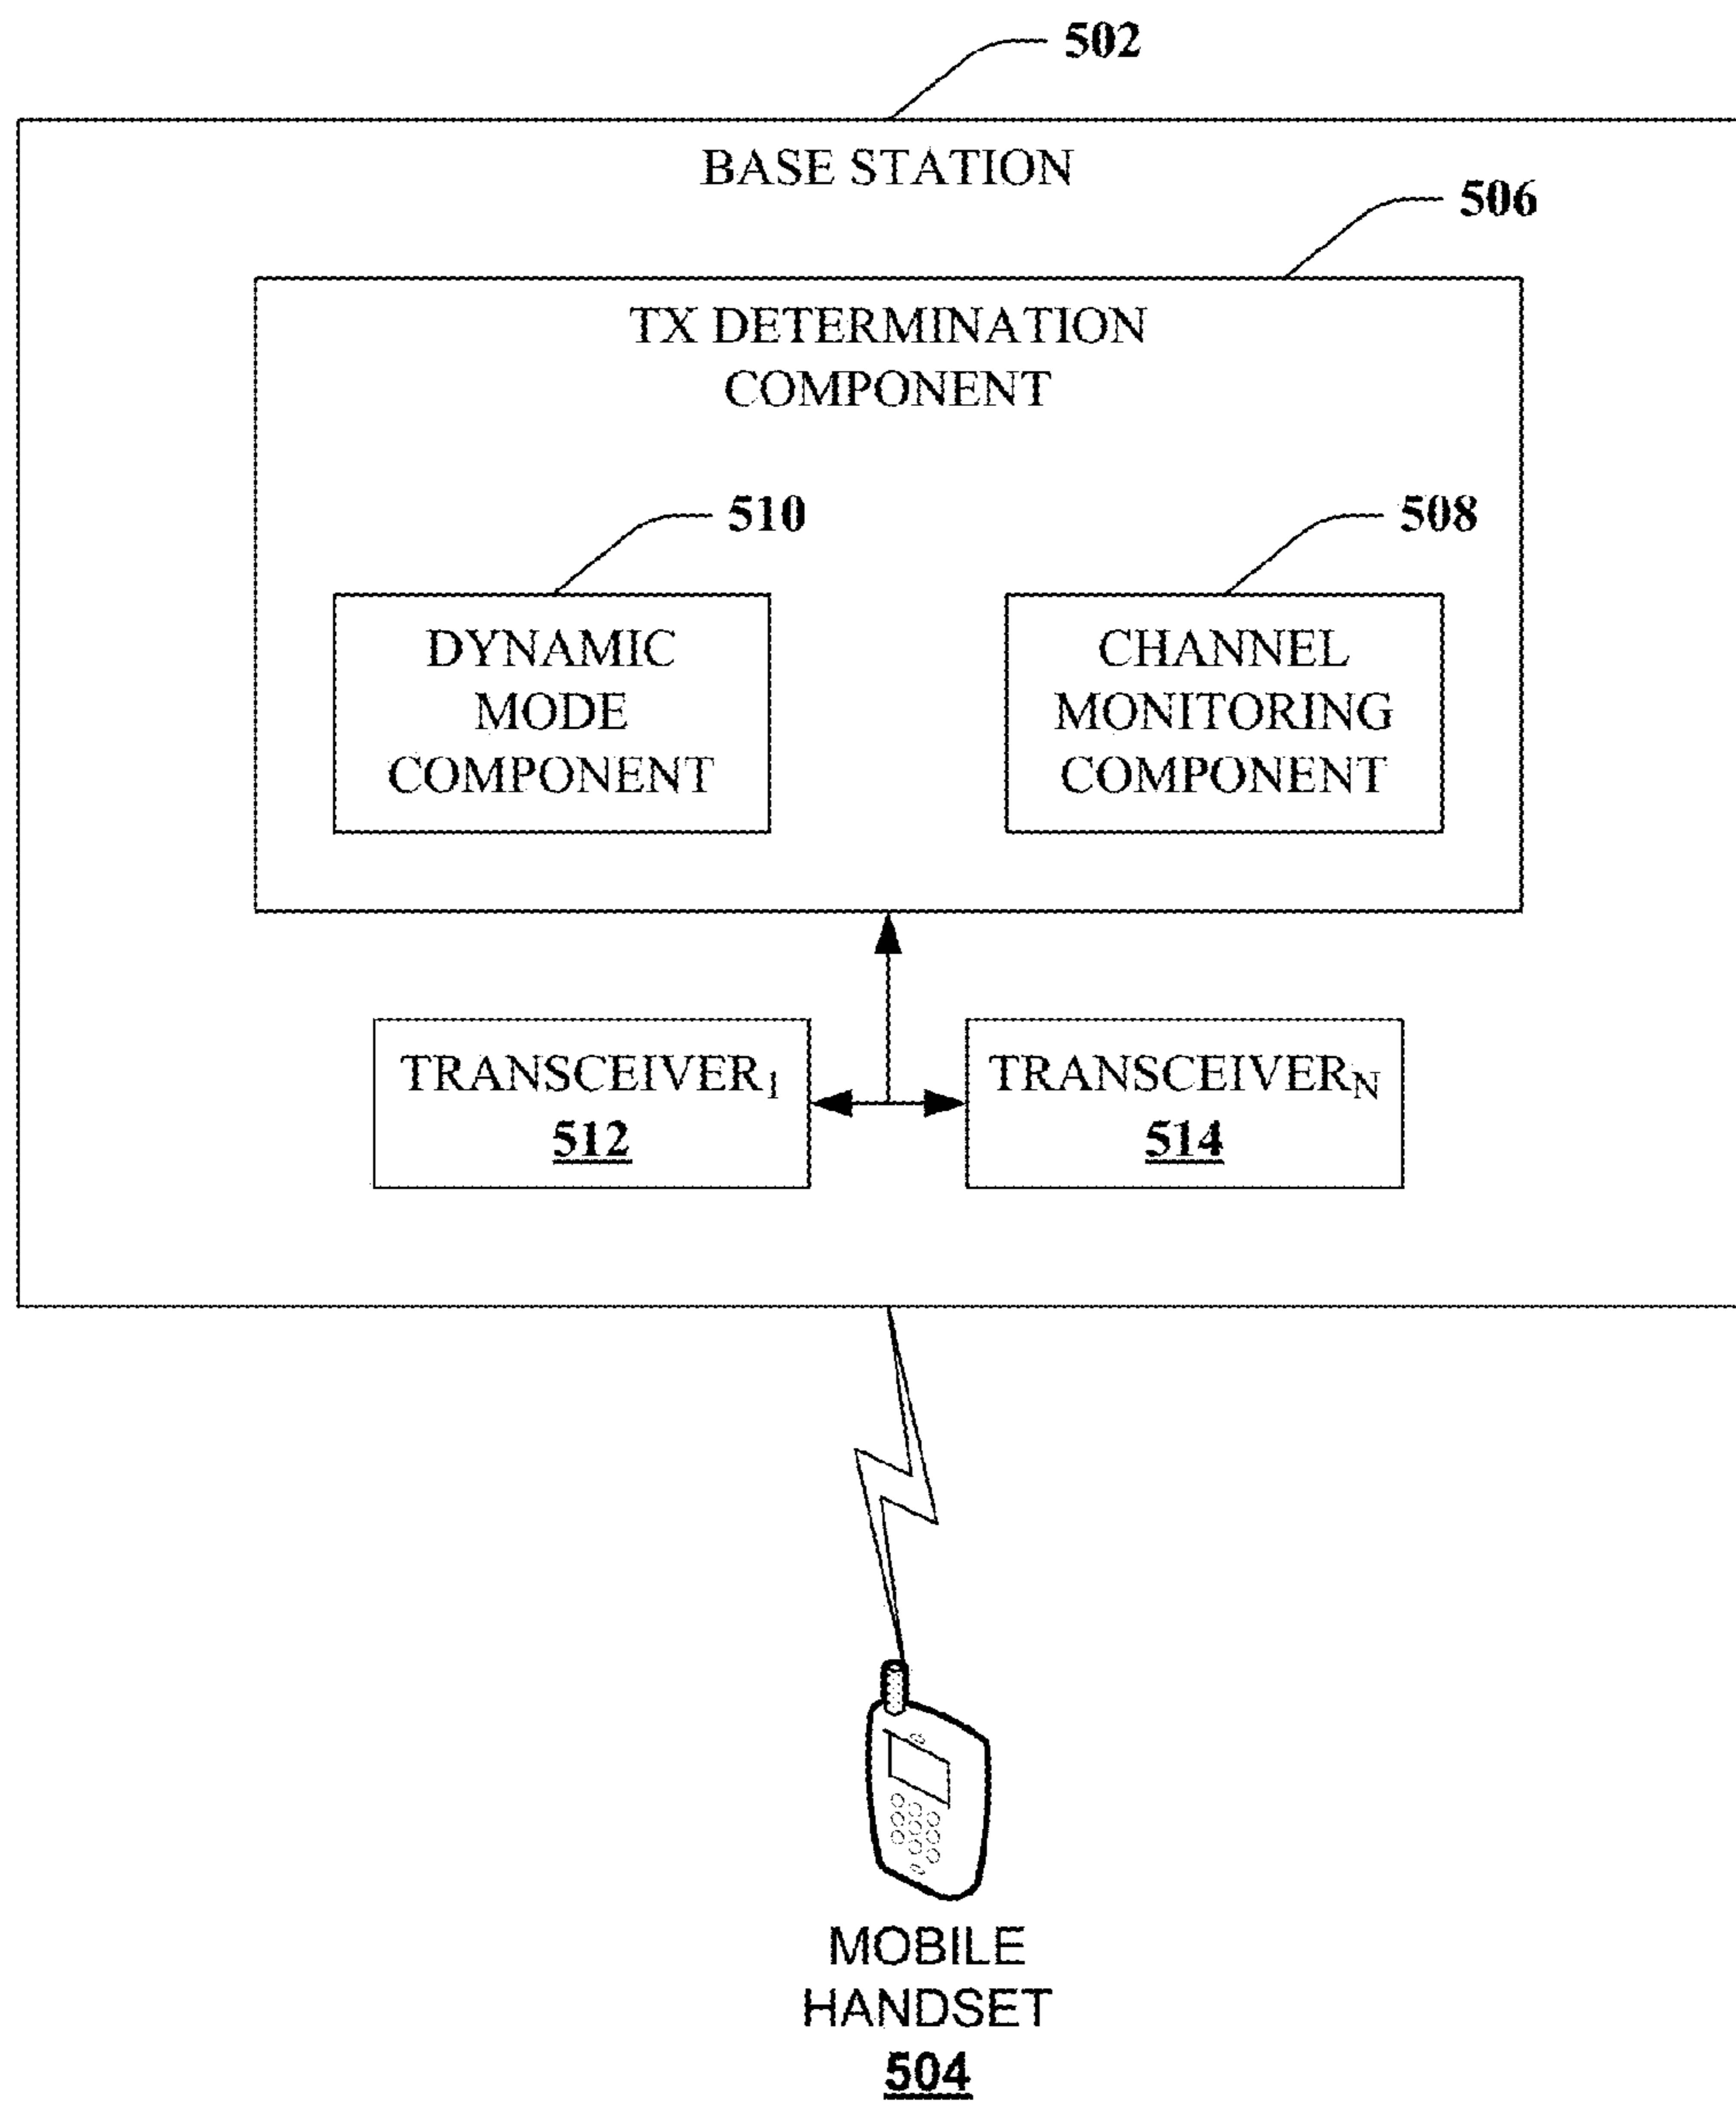 502
BASE STATION
506
TX DETERMINATION
COMPONENT
510
508
DYNAMIC
MODE
COMPONENT
CHANNEL
MONITORING
COMPONENT
TRANSCEIVER1
512
TRANSCEIVERN
514
MOBILE
HANDSET
504